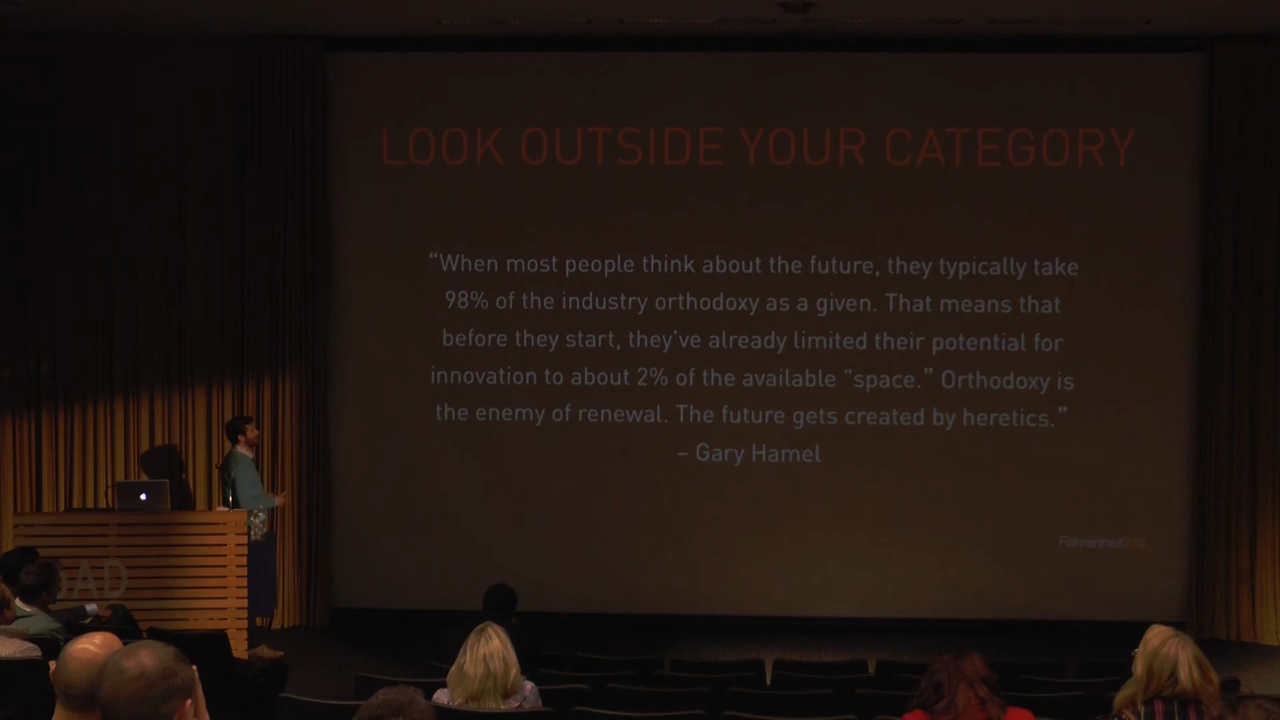 LOOK OUTSIDE YOUR CATEGORY
“When most people think about the future, they typically take
98% of the industry orthodoxy as a given. That means that
before they start, they've already limited their potential for
innovation to about 2% of the available “space.” Orthodoxy is
the enemy of renewal. The future gets created by heretics.”
– Gary Hamel
Fahrenheit